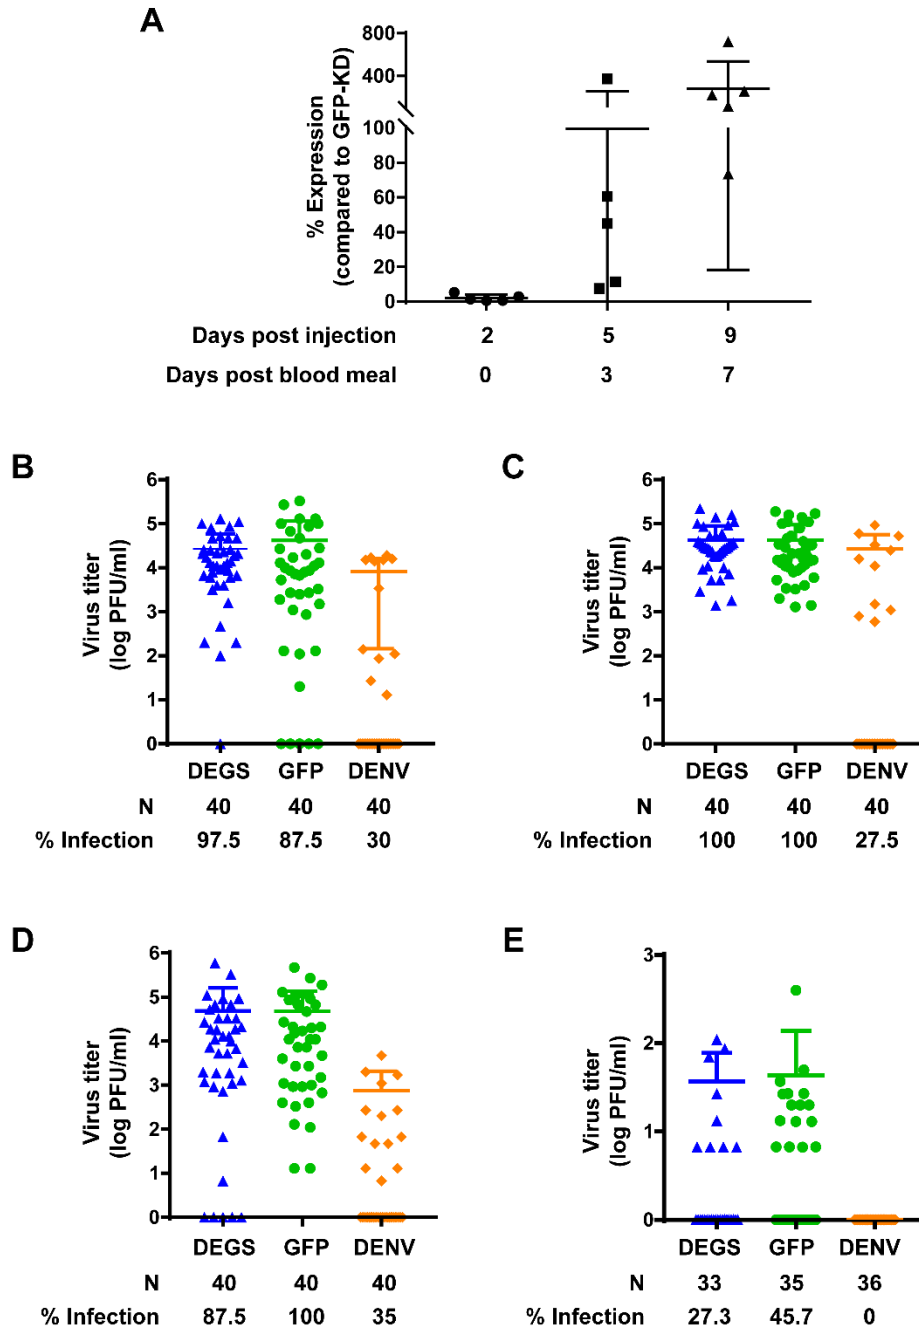 A
% Expression
(compared to GFP-KD)
800
400
100
80
60
40
20
0
Days post injection 2 5 9
Days post blood meal 0 3 7
B
Virus titer
(log PFU/ml)
6
5
4
3
2
1
0
DEGS GFP DENV
N 40 40 40
% Infection 97.5 87.5 30
C
Virus titer
(log PFU/ml)
6
5
4
3
2
1
0
DEGS GFP DENV
N 40 40 40
% Infection 100 100 27.5
D
Virus titer
(log PFU/ml)
6
5
4
3
2
1
0
DEGS GFP DENV
N 40 40 40
% Infection 87.5 100 35
E
Virus titer
(log PFU/ml)
3
2
1
0
DEGS GFP DENV
N 33 35 36
% Infection 27.3 45.7 0